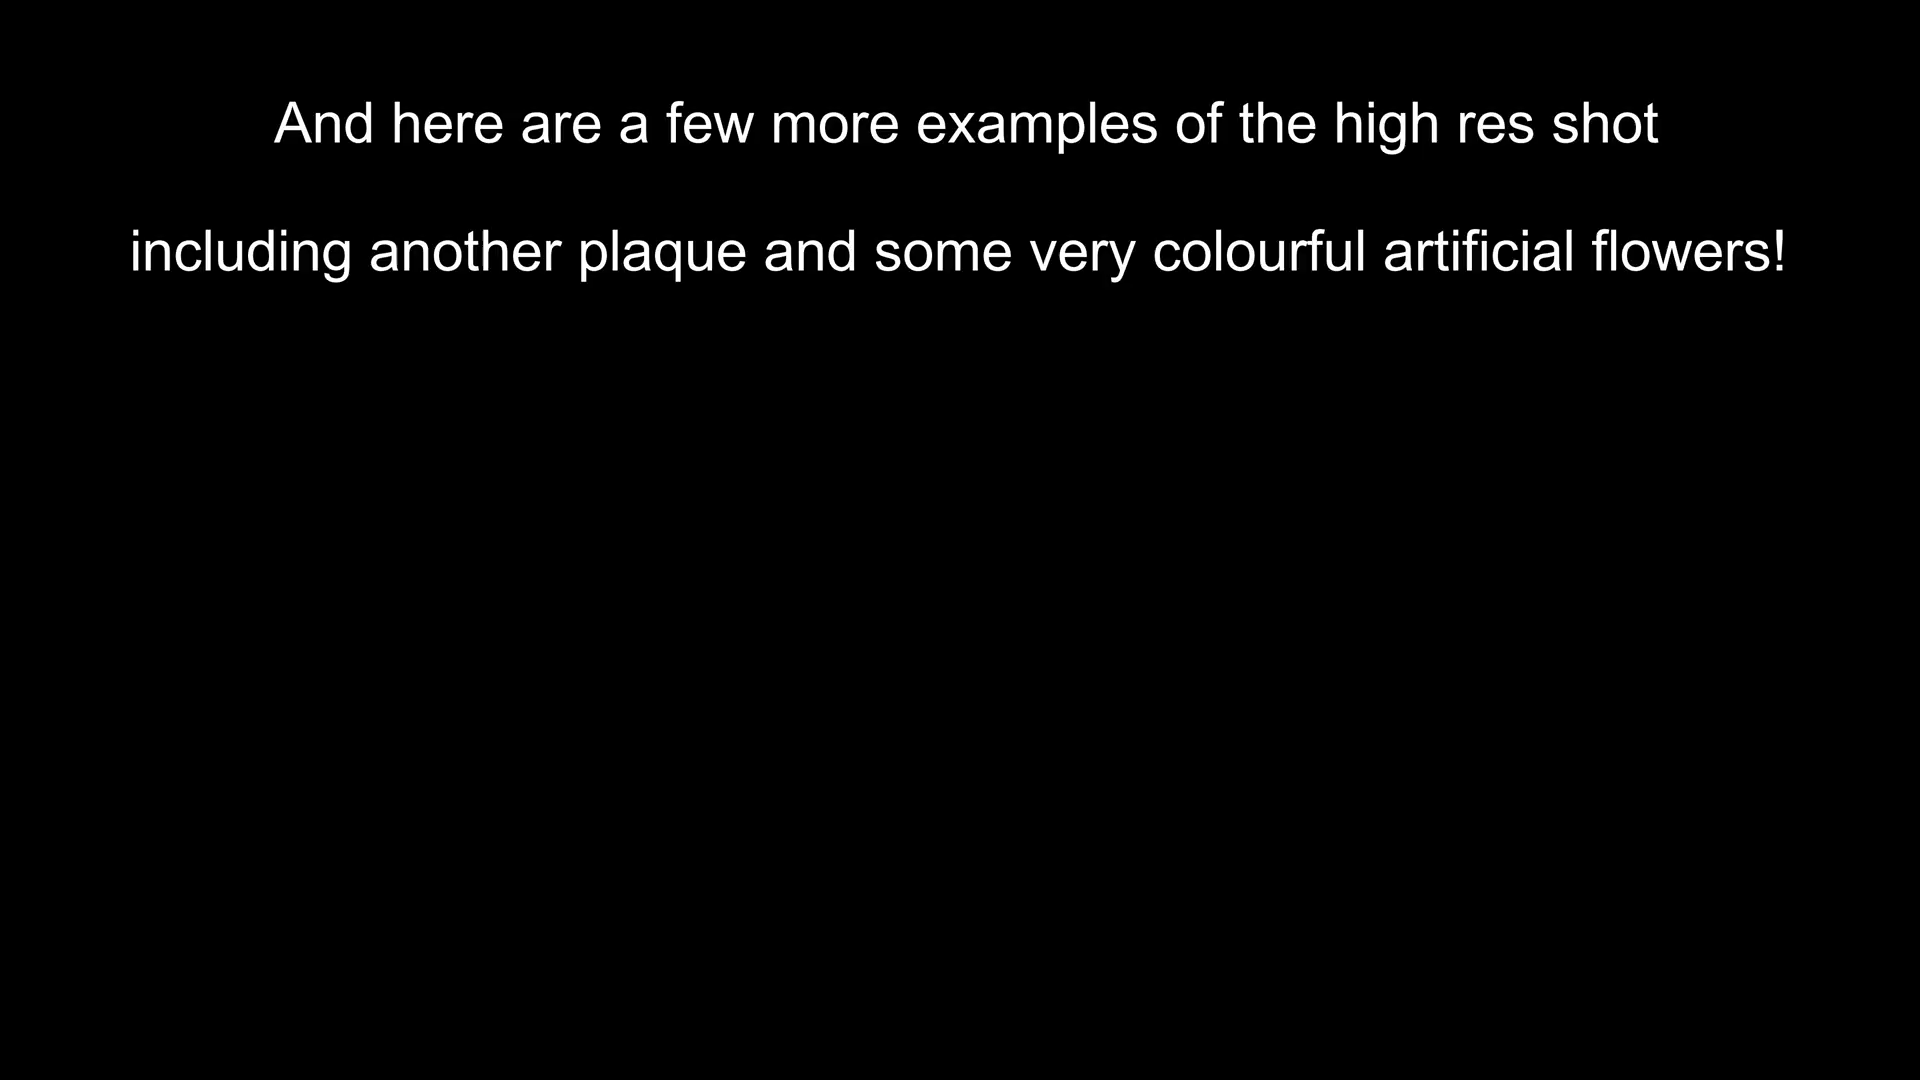 And here are a few more examples of the high res shot
including another plaque and some very colourful artificial flowers!